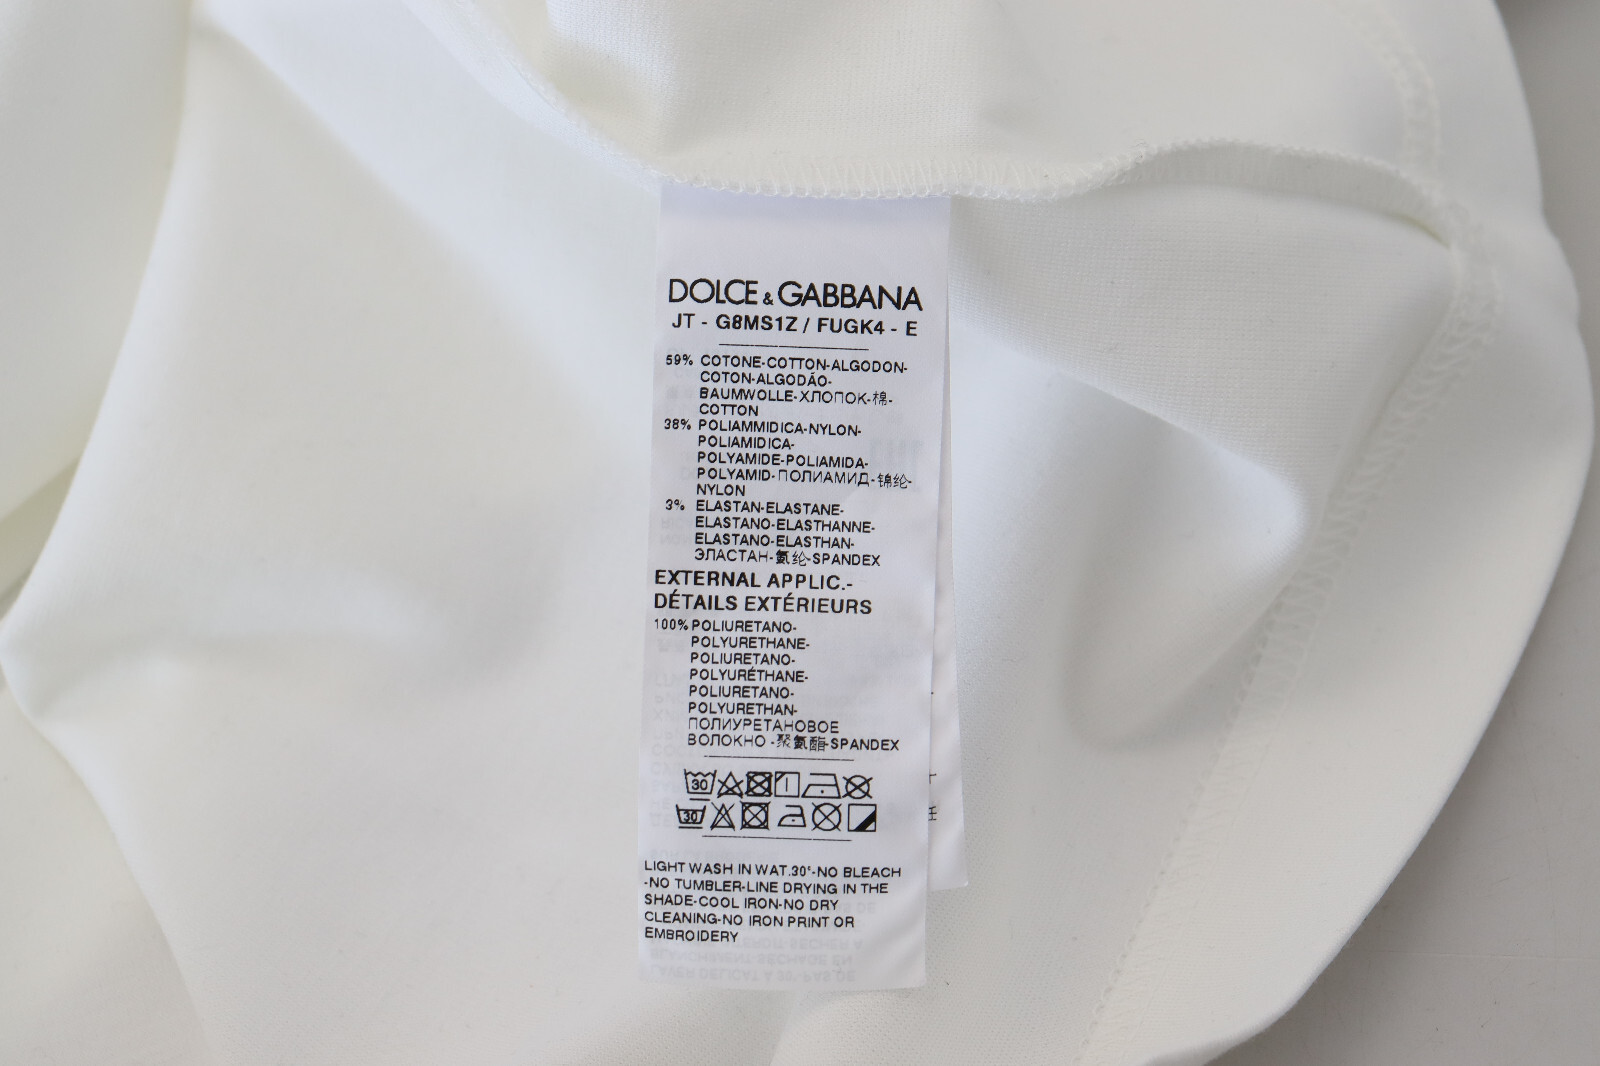 DOLCE & GABBANA
JT - G8MS1Z / FUGK4 - E
59% COTONE-COTTON-ALGODON-
COTON-ALGODÃO-
BAUMWOLLE-ХЛОПОК-棉-
COTTON
38% POLIAMMIDICA-NYLON-
POLIAMIDICA-
POLYAMIDE-POLIAMIDA-
POLYAMID-ПОЛИАМИД-锦纶-
NYLON
3% ELASTAN-ELASTANE-
ELASTANO-ELASTHANNE-
ELASTANO-ELASTHAN-
ЭЛАСТАН-氨纶-SPANDEX
EXTERNAL APPLIC.-
DÉTAILS EXTÉRIEURS
100% POLIURETANO-
POLYURETHANE-
POLIURETANO-
POLYURÉTHANE-
POLIURETANO-
POLYURETHAN-
ПОЛИУРЕТАНОВОЕ
ВОЛОКНО -聚氨酯-SPANDEX
30
30
LIGHT WASH IN WAT.30°-NO BLEACH
-NO TUMBLER-LINE DRYING IN THE
SHADE-COOL IRON-NO DRY
CLEANING-NO IRON PRINT OR
EMBROIDERY